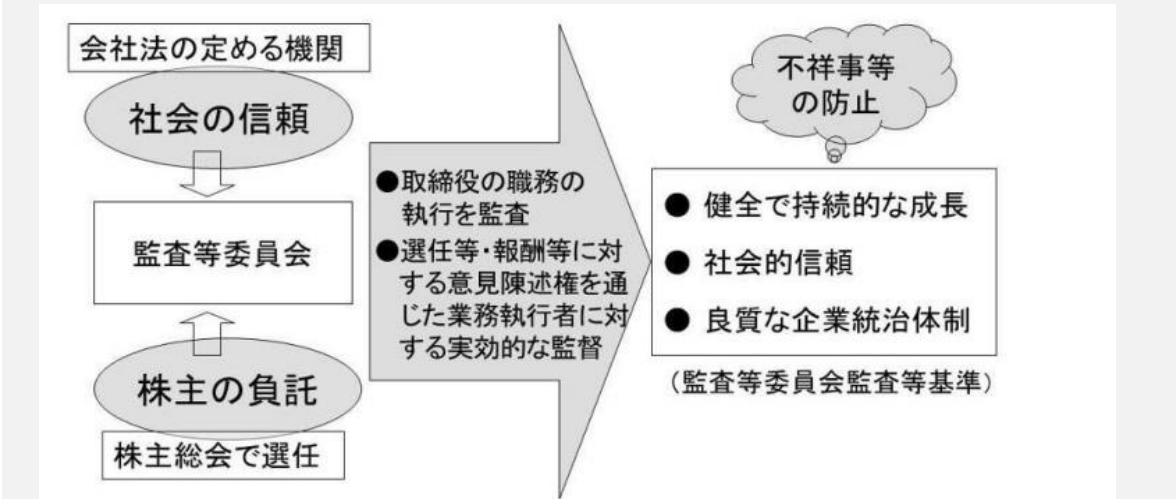 会社法の定める機関
社会の信頼
監査等委員会
株主の負託
株主総会で選任
●取締役の職務の
執行を監査
●選任等・報酬等に対
する意見陳述権を通
じた業務執行者に対
する実効的な監督
不祥事等
の防止
● 健全で持続的な成長
● 社会的信頼
● 良質な企業統治体制
（監査等委員会監査等基準）